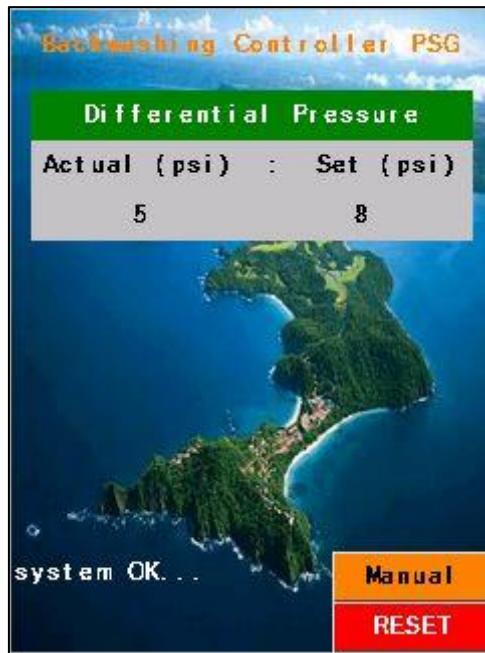 Backwashing Controller PSG
Differential Pressure
Actual (psi) : Set (psi)
5 8
system OK...
Manual
RESET